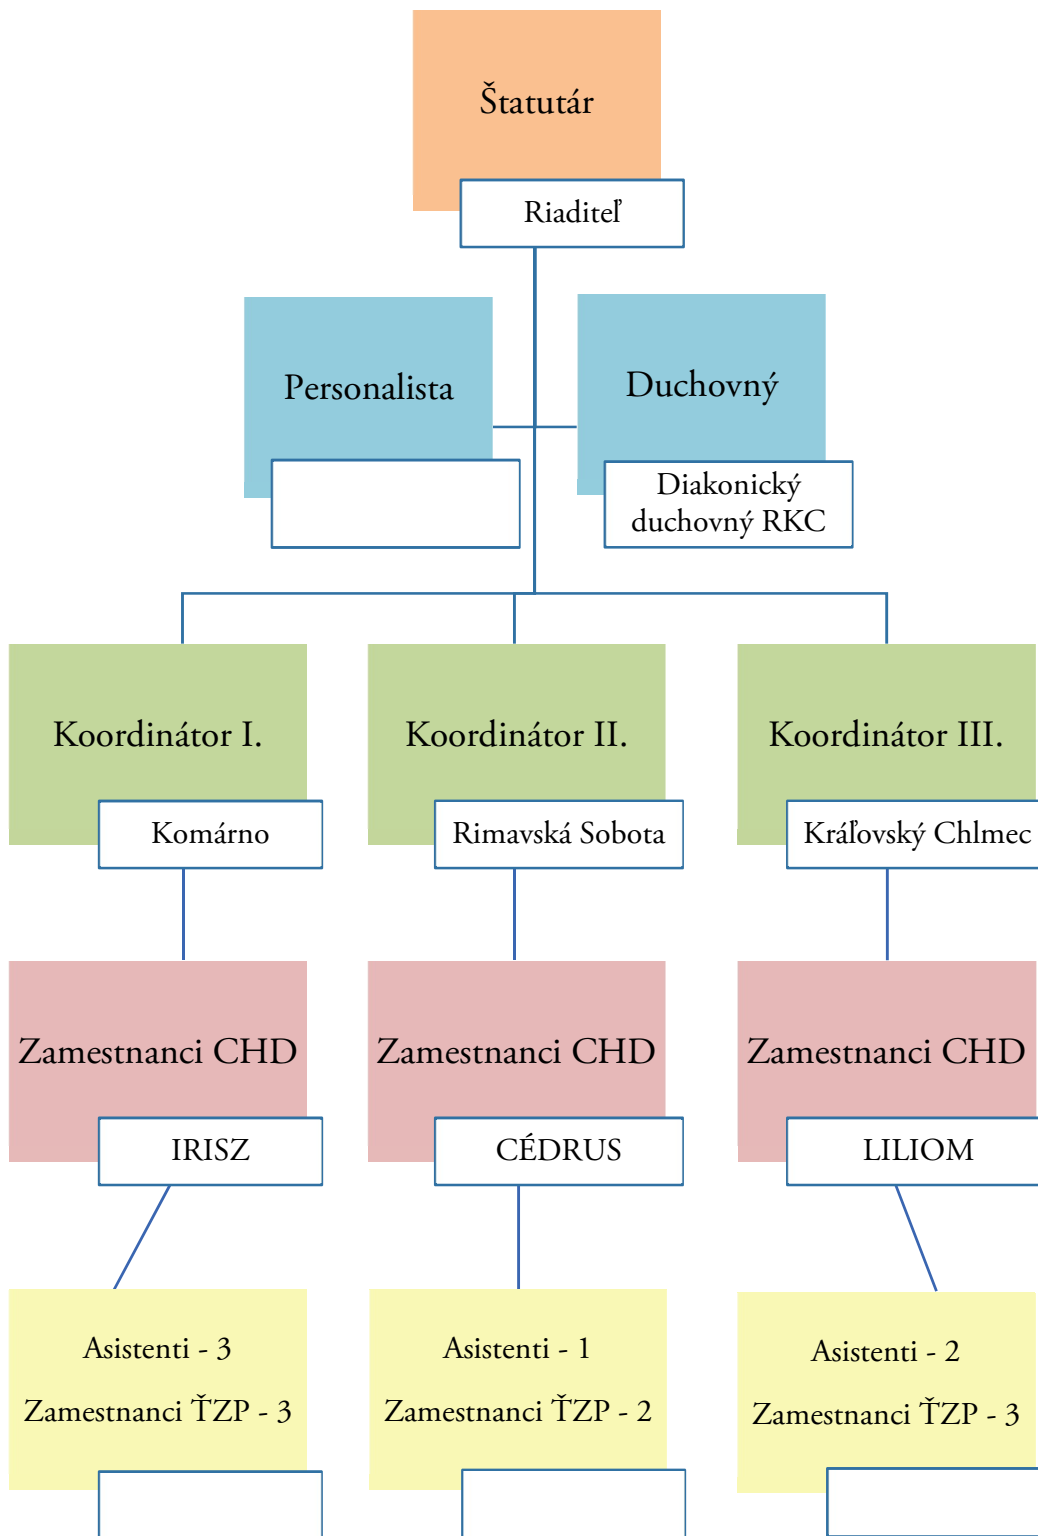 Štatutár
Riaditeľ
Personalista
Duchovný
Diakonický
duchovný RKC
Koordinátor I.
Koordinátor II.
Koordinátor III.
Komárno
Rimavská Sobota
Kráľovský Chlmec
Zamestnanci CHD
Zamestnanci CHD
Zamestnanci CHD
IRISZ
CÉDRUS
LILIOM
Asistenti - 3
Zamestnanci ŤZP - 3
Asistenti - 1
Zamestnanci ŤZP - 2
Asistenti - 2
Zamestnanci ŤZP - 3